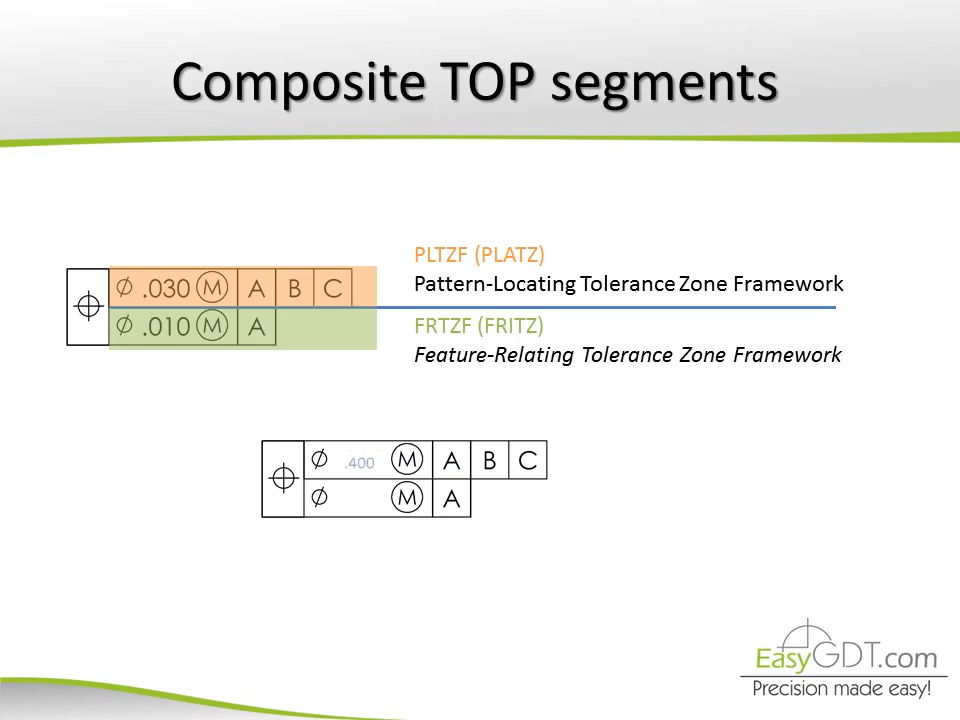 Composite TOP segments
PLTZF (PLATZ)
Pattern-Locating Tolerance Zone Framework
⌀ .030 Ⓜ A B C
⌀ .010 Ⓜ A
FRTZF (FRITZ)
Feature-Relating Tolerance Zone Framework
⌀ .400 Ⓜ A B C
⌀ Ⓜ A
EasyGDT.com
Precision made easy!